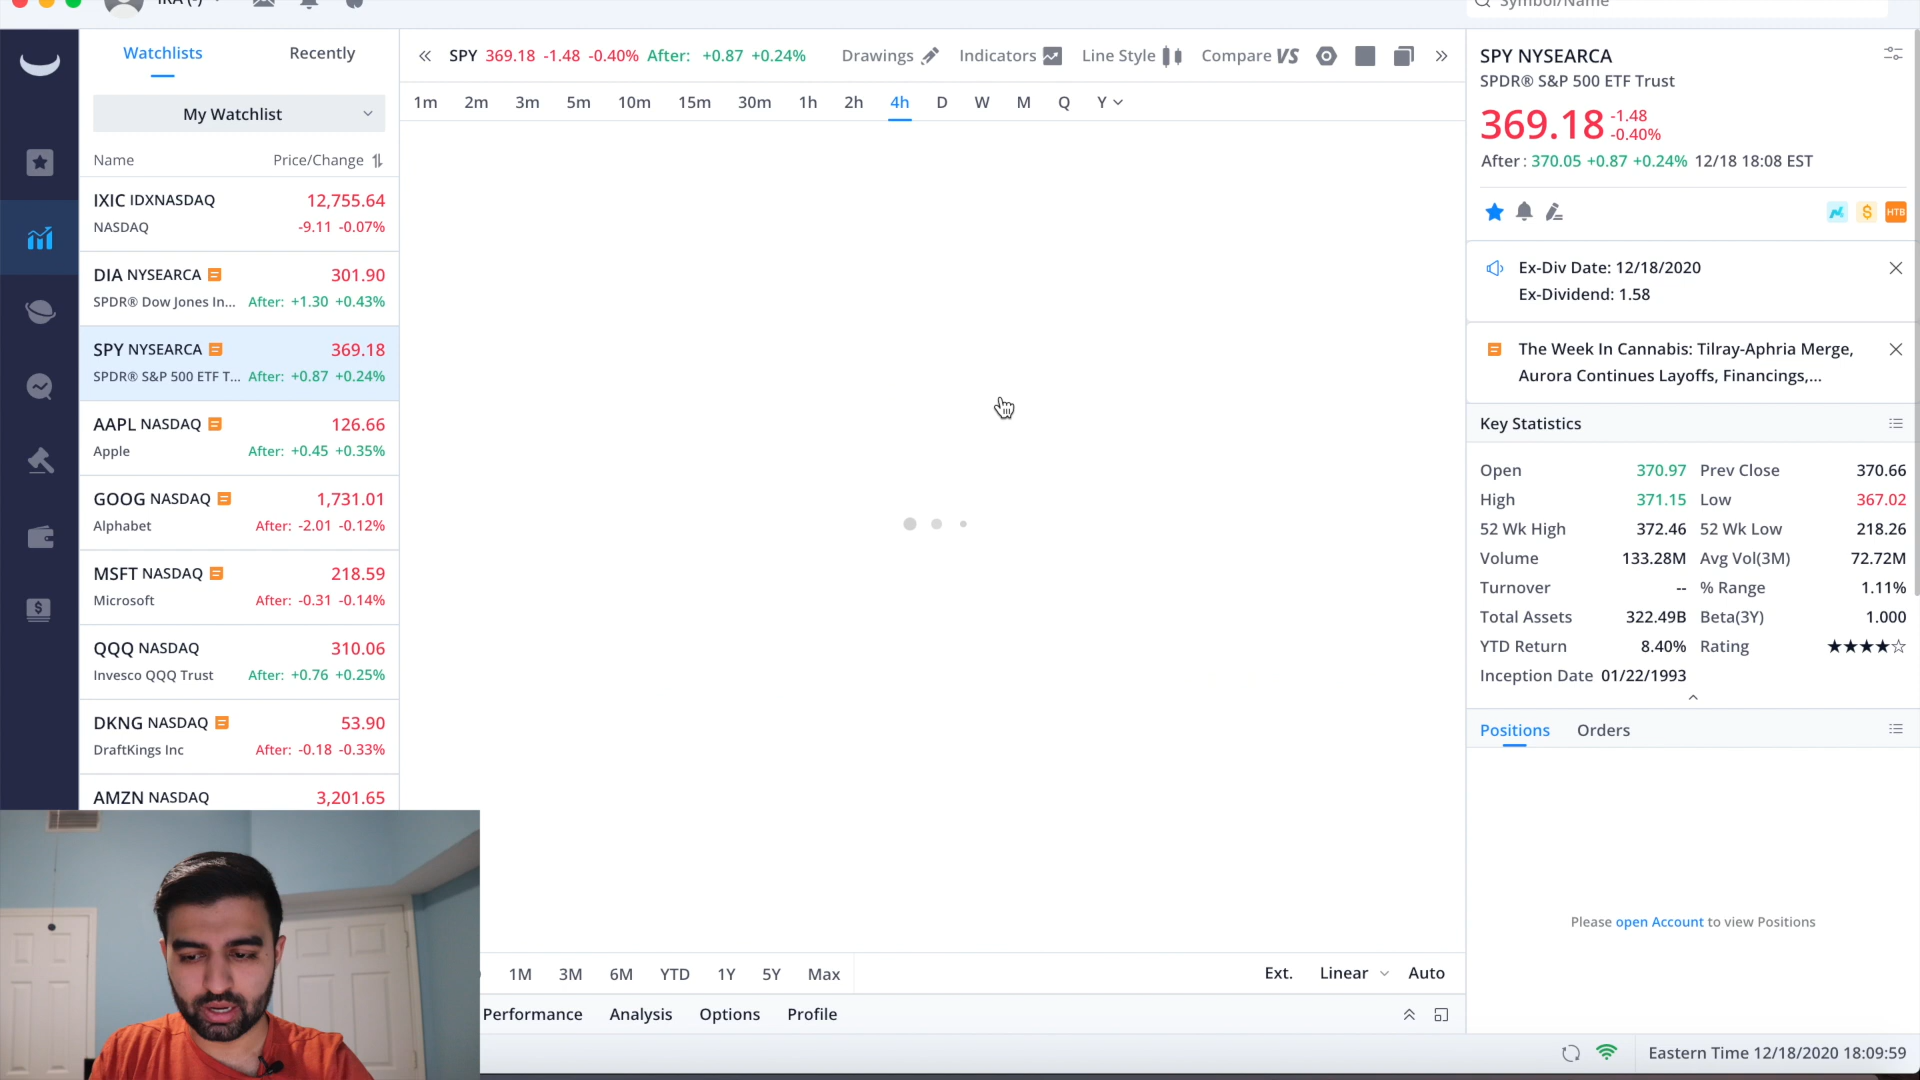 Watchlists Recently
My Watchlist
Name Price/Change
IXIC IDXNASDAQ 12,755.64
NASDAQ -9.11 -0.07%
DIA NYSEARCA 301.90
SPDR® Dow Jones In... After: +1.30 +0.43%
SPY NYSEARCA 369.18
SPDR® S&P 500 ETF T... After: +0.87 +0.24%
AAPL NASDAQ 126.66
Apple After: +0.45 +0.35%
GOOG NASDAQ 1,731.01
Alphabet After: -2.01 -0.12%
MSFT NASDAQ 218.59
Microsoft After: -0.31 -0.14%
QQQ NASDAQ 310.06
Invesco QQQ Trust After: +0.76 +0.25%
DKNG NASDAQ 53.90
DraftKings Inc After: -0.18 -0.33%
AMZN NASDAQ 3,201.65
SPY 369.18 -1.48 -0.40% After: +0.87 +0.24% Drawings Indicators Line Style Compare VS
1m 2m 3m 5m 10m 15m 30m 1h 2h 4h D W M Q Y
1M 3M 6M YTD 1Y 5Y Max Ext. Linear Auto
Performance Analysis Options Profile
Symbol/Name
SPY NYSEARCA
SPDR® S&P 500 ETF Trust
369.18 -1.48
-0.40%
After : 370.05 +0.87 +0.24% 12/18 18:08 EST
$ HTB
Ex-Div Date: 12/18/2020
Ex-Dividend: 1.58
The Week In Cannabis: Tilray-Aphria Merge,
Aurora Continues Layoffs, Financings,...
Key Statistics
Open 370.97 Prev Close 370.66
High 371.15 Low 367.02
52 Wk High 372.46 52 Wk Low 218.26
Volume 133.28M Avg Vol(3M) 72.72M
Turnover -- % Range 1.11%
Total Assets 322.49B Beta(3Y) 1.000
YTD Return 8.40% Rating ★★★★☆
Inception Date 01/22/1993
Positions Orders
Please open Account to view Positions
Eastern Time 12/18/2020 18:09:59